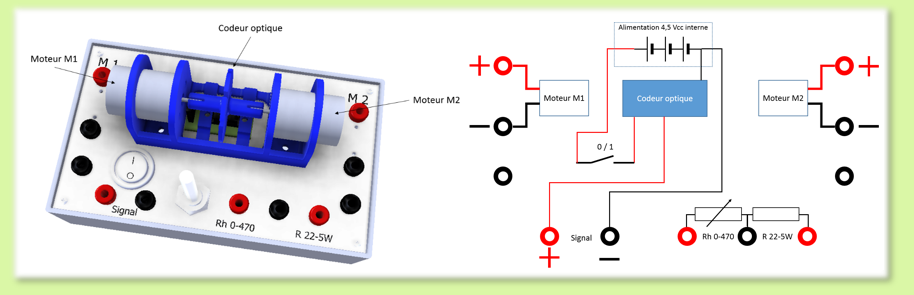 Codeur optique
Moteur M1
M 1
M 2
Moteur M2
I
O
Signal
Rh 0-470
R 22-5W
Alimentation 4,5 Vcc interne
+
Moteur M1
Codeur optique
Moteur M2
+
—
—
0 / 1
Signal
Rh 0-470
R 22-5W
+
—